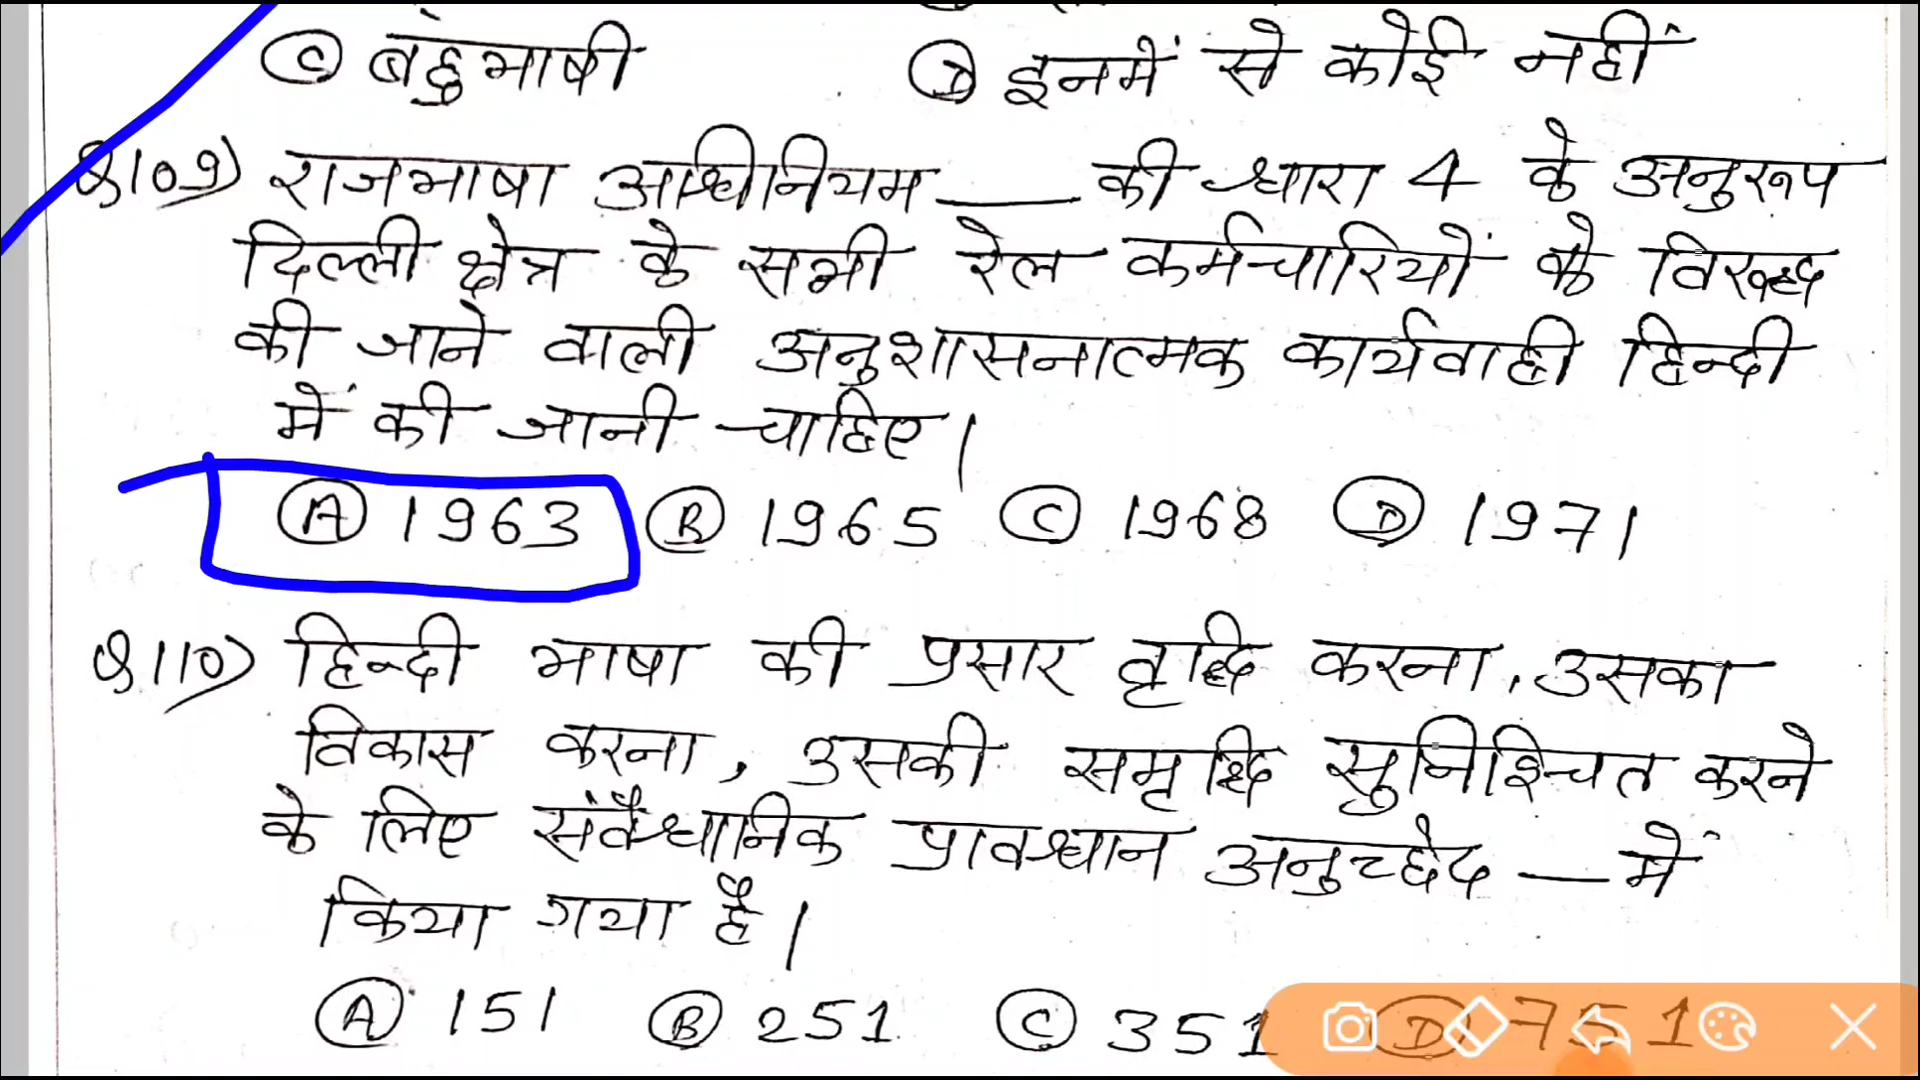 Ⓒ बहुभाषी Ⓓ इनमें से कोई नहीं
Q109) राजभाषा अधिनियम ___ की धारा 4 के अनुरूप
दिल्ली क्षेत्र के सभी रेल कर्मचारियों के विरुद्ध
की जाने वाली अनुशासनात्मक कार्यवाही हिन्दी
में की जानी चाहिए।
Ⓐ 1963 Ⓑ 1965 Ⓒ 1968 Ⓓ 1971
Q110) हिन्दी भाषा की प्रसार वृद्धि करना, उसका
विकास करना, उसकी समृद्धि सुनिश्चित करने
के लिए संवैधानिक प्रावधान अनुच्छेद — में
किया गया है।
Ⓐ 151 Ⓑ 251 Ⓒ 351 Ⓓ 751